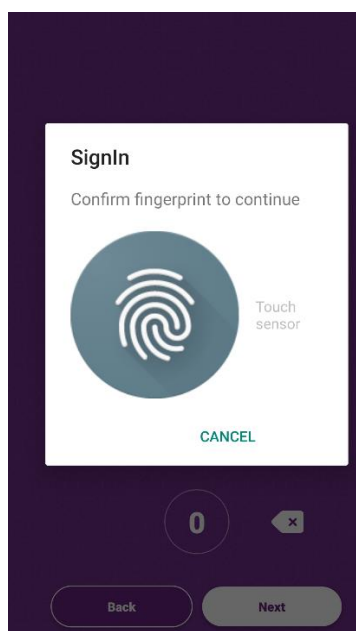 SignIn
Confirm fingerprint to continue
Touch
sensor
CANCEL
0
Back
Next